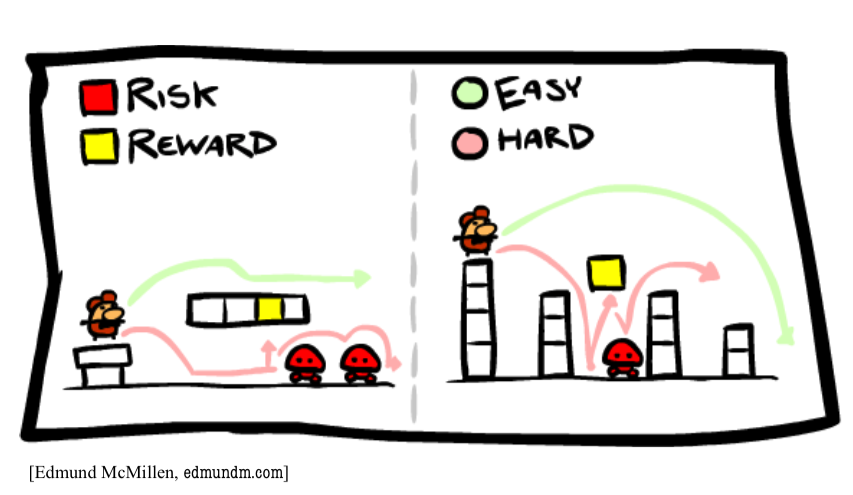 RISK
REWARD
EASY
HARD
[Edmund McMillen, edmundm.com]